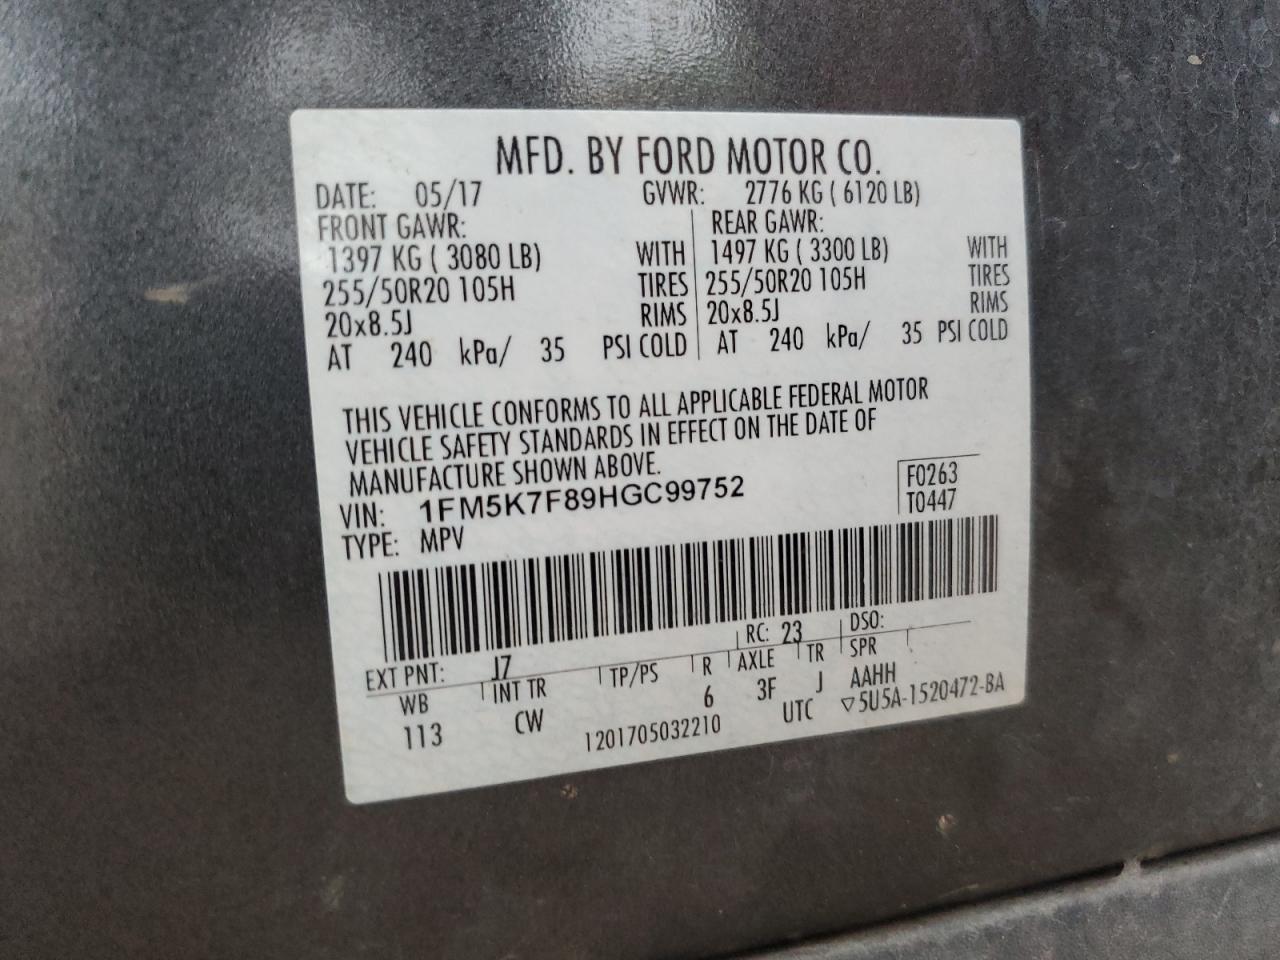 MFD. BY FORD MOTOR CO.
DATE: 05/17 GVWR: 2776 KG ( 6120 LB)
FRONT GAWR: REAR GAWR:
1397 KG ( 3080 LB) WITH 1497 KG ( 3300 LB) WITH
255/50R20 105H TIRES 255/50R20 105H TIRES
20x8.5J RIMS 20x8.5J RIMS
AT 240 kPa/ 35 PSI COLD AT 240 kPa/ 35 PSI COLD
THIS VEHICLE CONFORMS TO ALL APPLICABLE FEDERAL MOTOR
VEHICLE SAFETY STANDARDS IN EFFECT ON THE DATE OF
MANUFACTURE SHOWN ABOVE.
VIN: 1FM5K7F89HGC99752 F0263
TYPE: MPV T0447
EXT PNT: J7 RC: 23 DSO:
WB INT TR TP/PS R AXLE TR SPR
113 CW 6 3F J AAHH
1201705032210 UTC ▽5U5A-1520472-BA